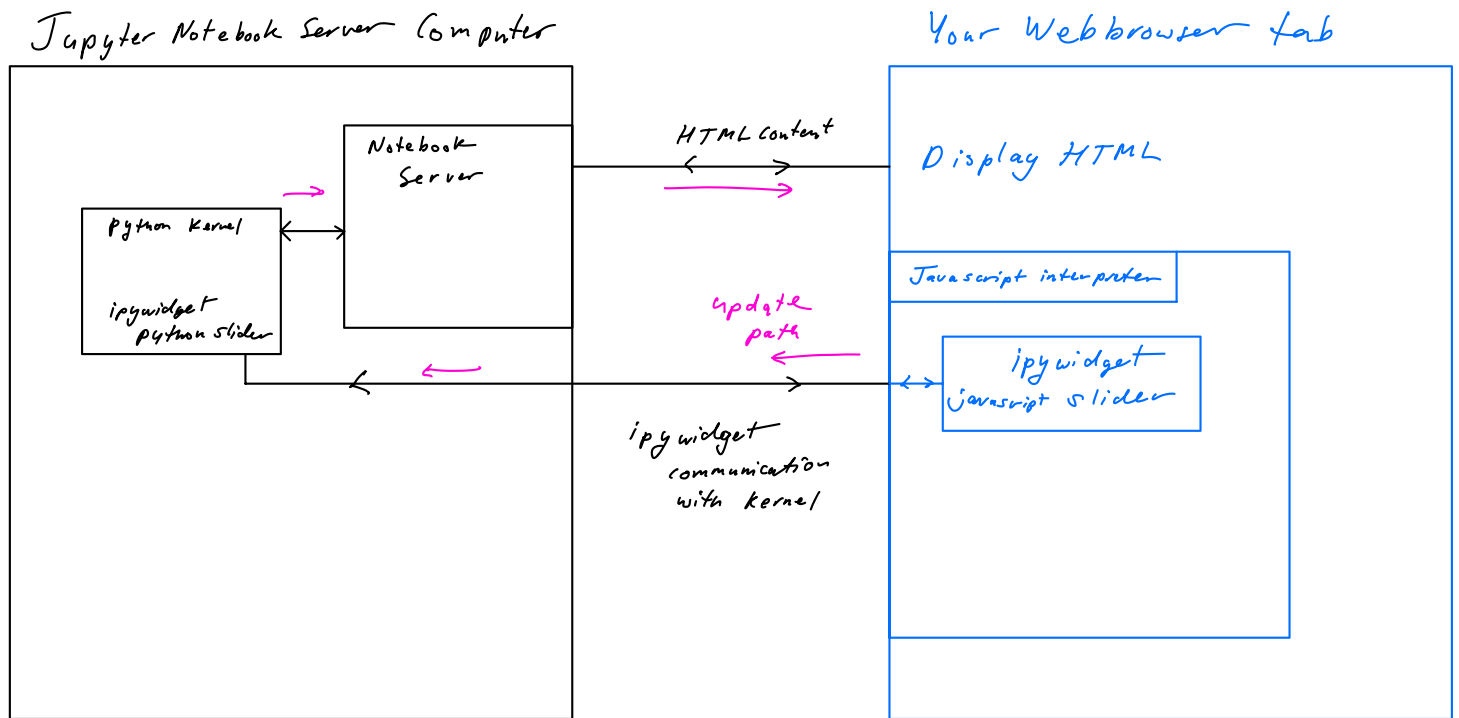 Jupyter Notebook Server Computer
Your Webbrowser tab
HTML Content
Notebook
Server
Display HTML
python kernel
ipywidget
python slider
Javascript interpreter
update
path
ipywidget
javascript slider
ipywidget
communication
with kernel